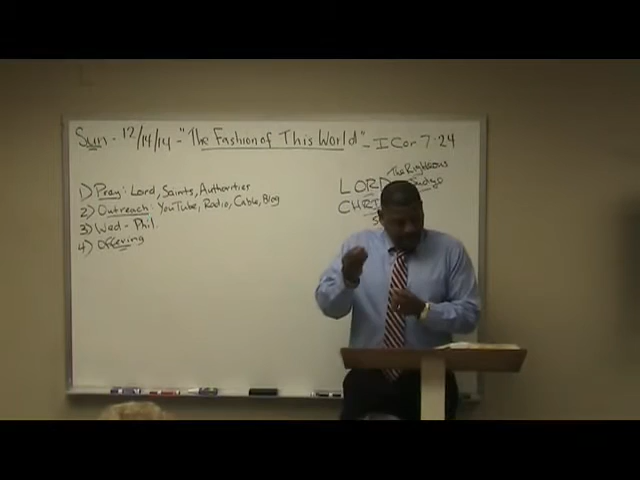 Sun - 12/14/14 - "The Fashion of This World" - I Cor 7-24
1) Pray: Lord, Saints, Authorities
2) Outreach: YouTube, Radio, Cable, Blog
3) Wed - Phil.
4) Offering
The Righteous
LORD Judge
CHRI